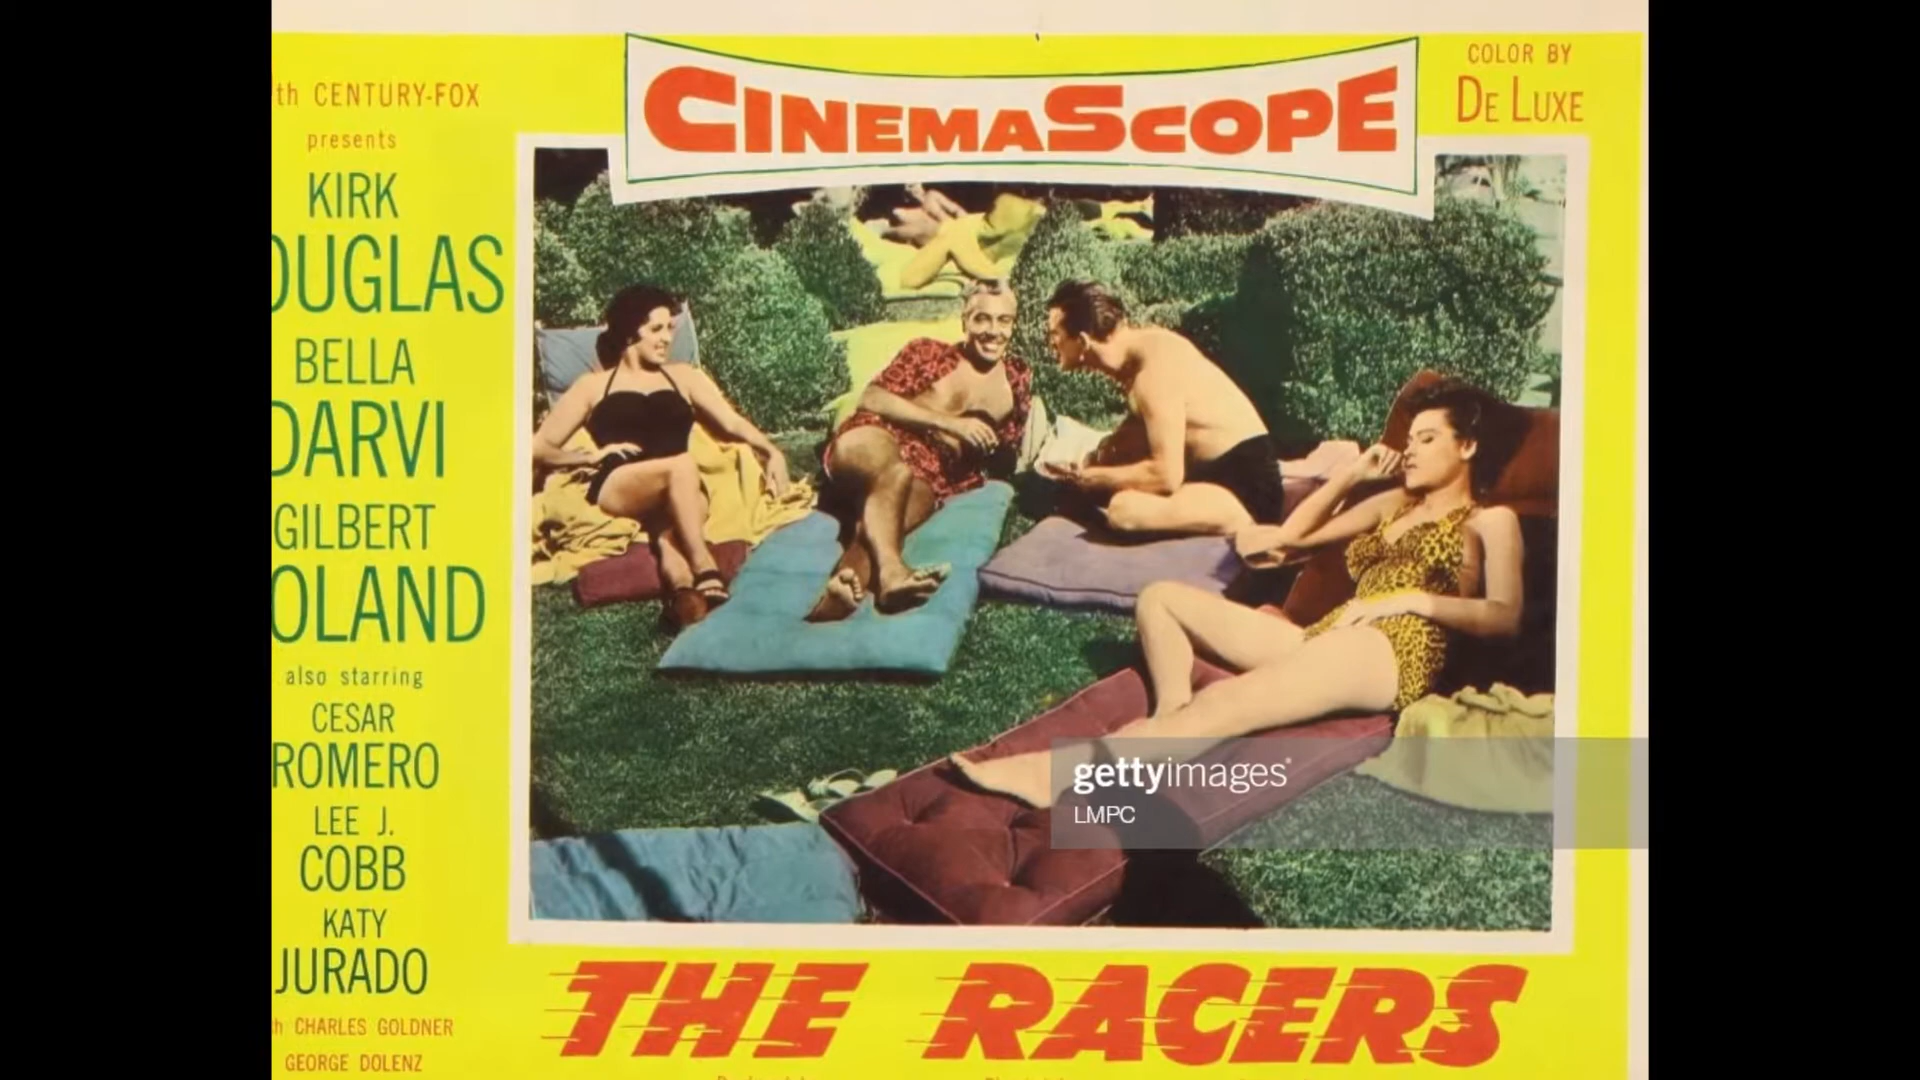 CINEMASCOPE
COLOR BY
DE LUXE
th CENTURY-FOX
presents
KIRK
OUGLAS
BELLA
DARVI
GILBERT
OLAND
also starring
CESAR
ROMERO
LEE J.
COBB
KATY
JURADO
h CHARLES GOLDNER
GEORGE DOLENZ
gettyimages
LMPC
THE RACERS